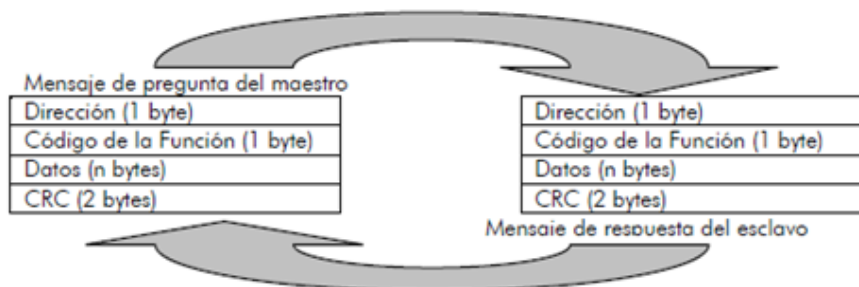 Mensaje de pregunta del maestro
Dirección (1 byte)
Código de la Función (1 byte)
Datos (n bytes)
CRC (2 bytes)
Dirección (1 byte)
Código de la Función (1 byte)
Datos (n bytes)
CRC (2 bytes)
Mensaje de respuesta del esclavo